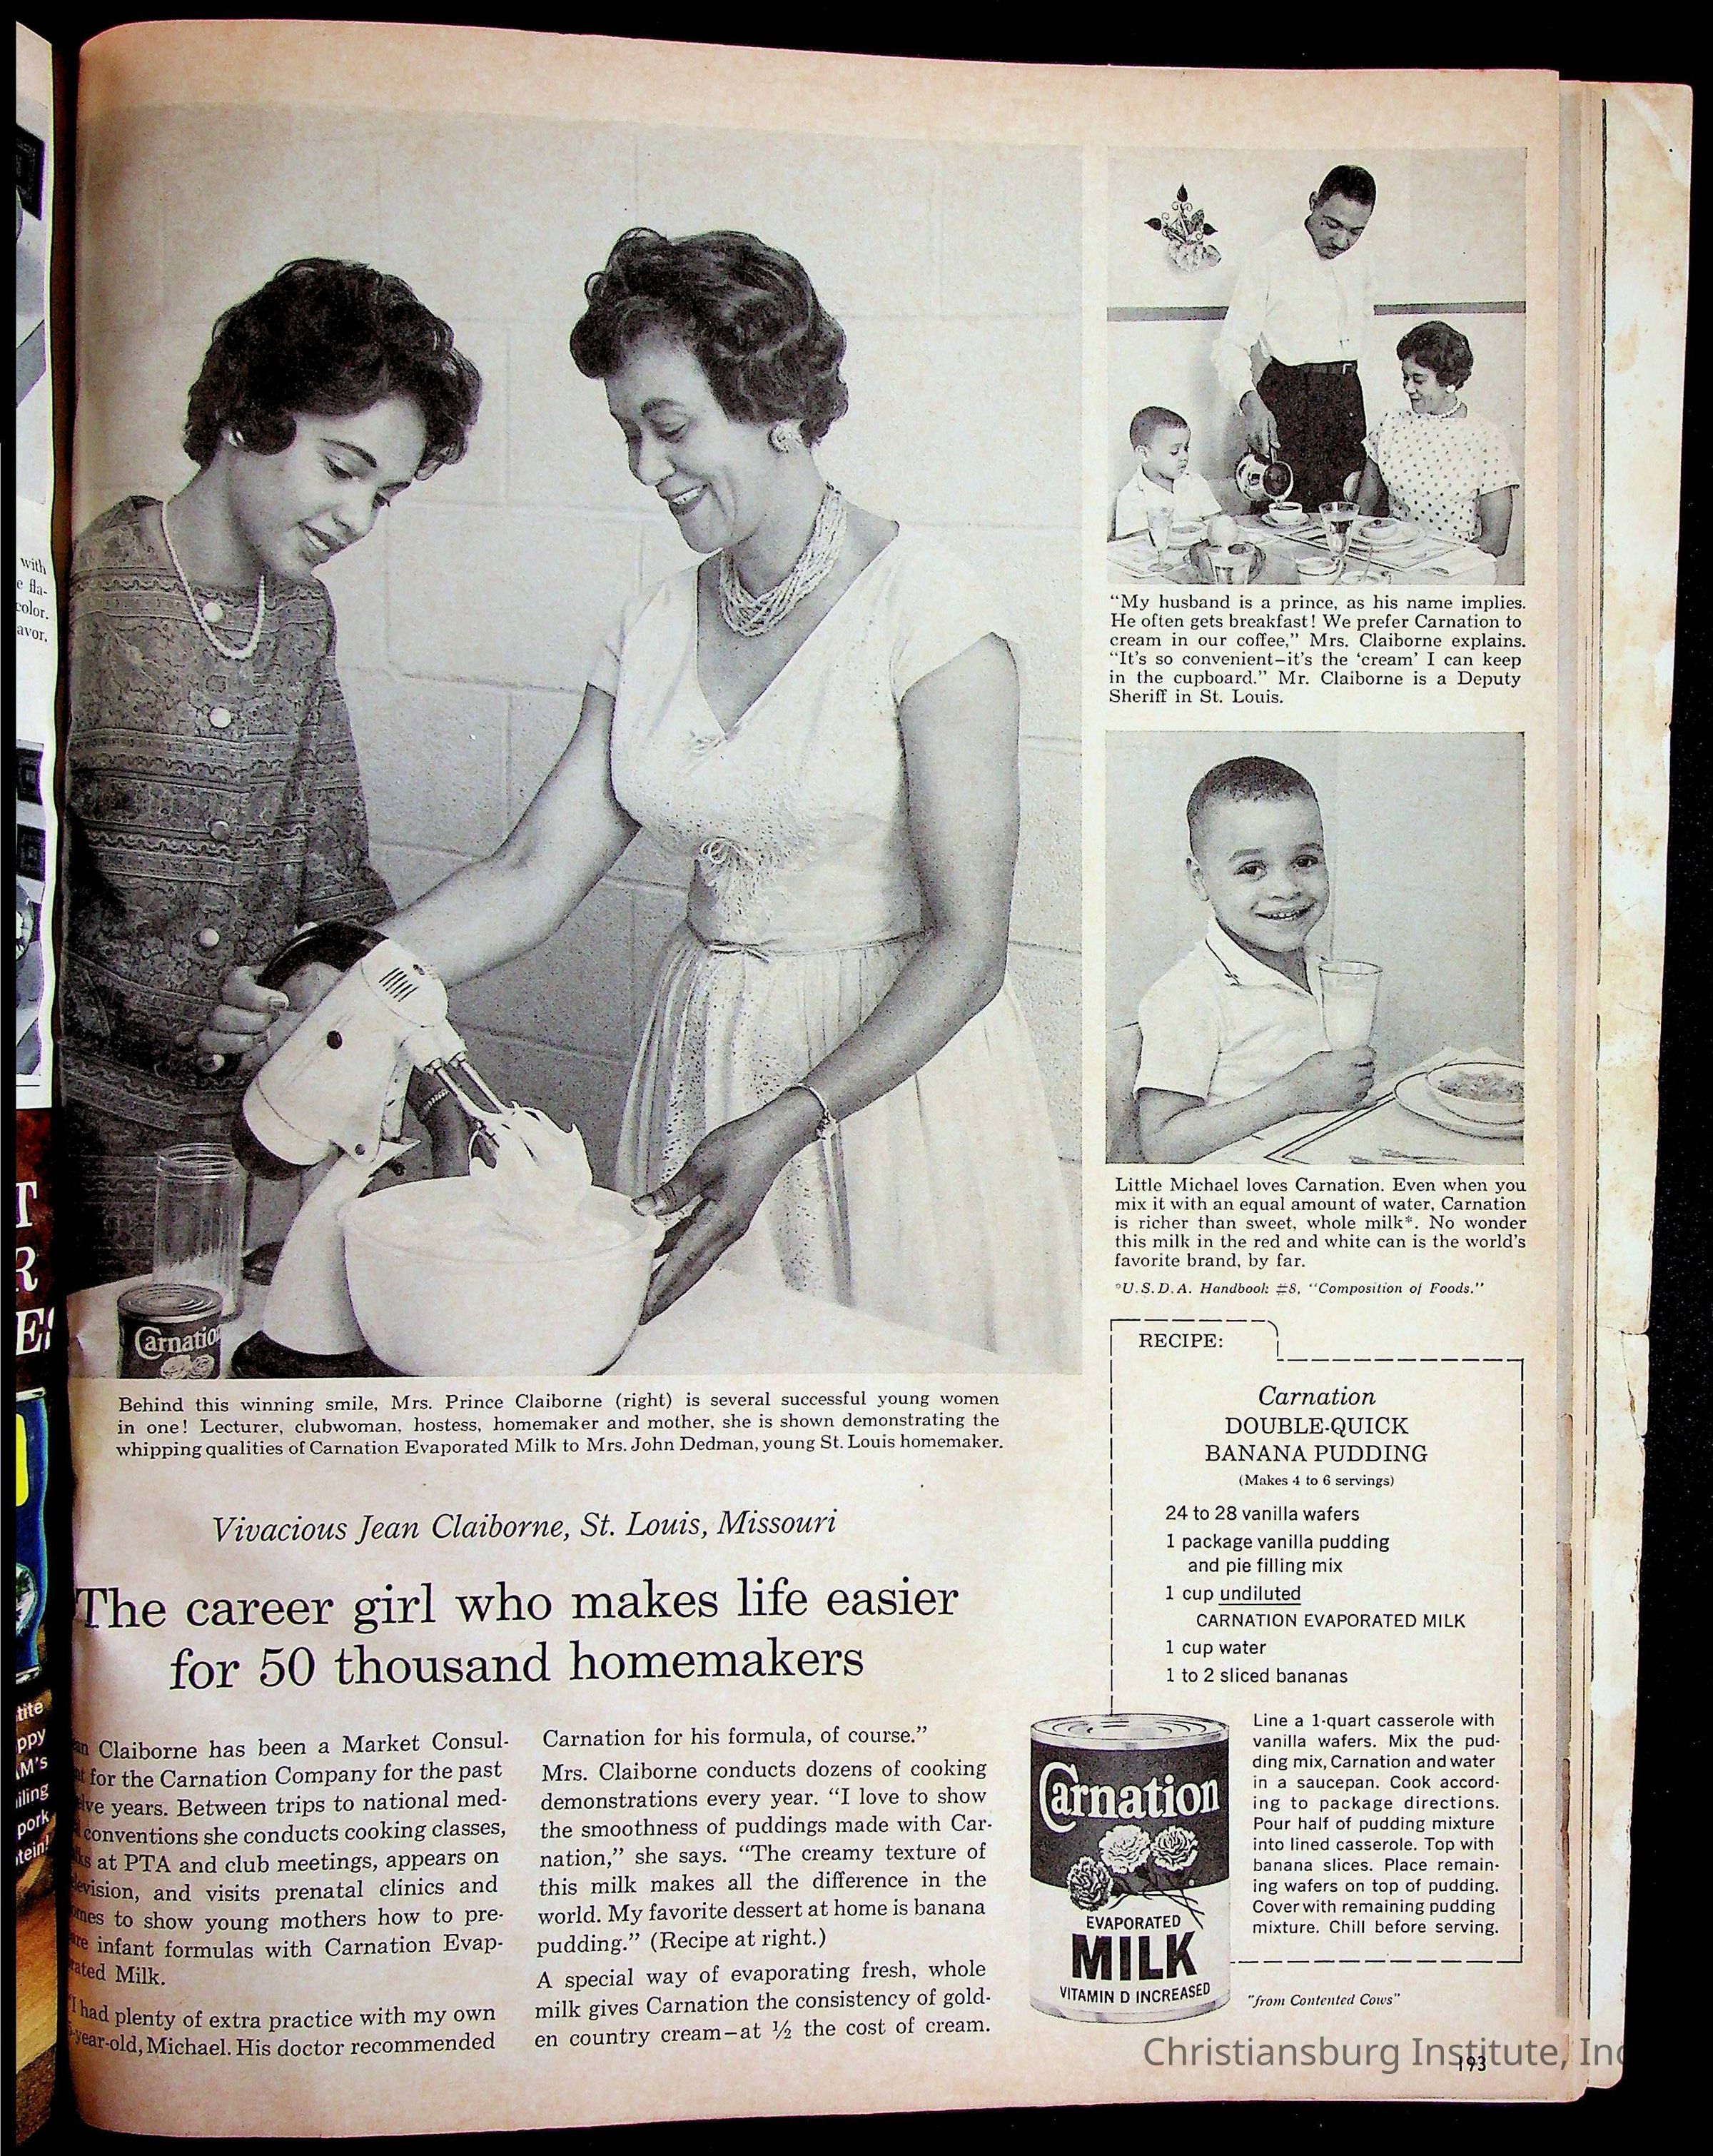 with
e fla-
color.
avor,
T
R
tite
ppy
M's
iling
pork
tein!
Carnatio
"My husband is a prince, as his name implies.
He often gets breakfast! We prefer Carnation to
cream in our coffee," Mrs. Claiborne explains.
"It's so convenient–it's the 'cream' I can keep
in the cupboard." Mr. Claiborne is a Deputy
Sheriff in St. Louis.
Little Michael loves Carnation. Even when you
mix it with an equal amount of water, Carnation
is richer than sweet, whole milk*. No wonder
this milk in the red and white can is the world's
favorite brand, by far.
*U.S.D.A. Handbook #8, "Composition of Foods."
Behind this winning smile, Mrs. Prince Claiborne (right) is several successful young women
in one! Lecturer, clubwoman, hostess, homemaker and mother, she is shown demonstrating the
whipping qualities of Carnation Evaporated Milk to Mrs. John Dedman, young St. Louis homemaker.
Vivacious Jean Claiborne, St. Louis, Missouri
The career girl who makes life easier
for 50 thousand homemakers
an Claiborne has been a Market Consul-
t for the Carnation Company for the past
lve years. Between trips to national med-
conventions she conducts cooking classes,
ks at PTA and club meetings, appears on
evision, and visits prenatal clinics and
mes to show young mothers how to pre-
re infant formulas with Carnation Evap-
rated Milk.
"I had plenty of extra practice with my own
-year-old, Michael. His doctor recommended
Carnation for his formula, of course."
Mrs. Claiborne conducts dozens of cooking
demonstrations every year. "I love to show
the smoothness of puddings made with Car-
nation," she says. "The creamy texture of
this milk makes all the difference in the
world. My favorite dessert at home is banana
pudding." (Recipe at right.)
A special way of evaporating fresh, whole
milk gives Carnation the consistency of gold-
en country cream–at ½ the cost of cream.
RECIPE:
Carnation
DOUBLE-QUICK
BANANA PUDDING
(Makes 4 to 6 servings)
24 to 28 vanilla wafers
1 package vanilla pudding
and pie filling mix
1 cup undiluted
CARNATION EVAPORATED MILK
1 cup water
1 to 2 sliced bananas
Line a 1-quart casserole with
vanilla wafers. Mix the pud-
ding mix, Carnation and water
in a saucepan. Cook accord-
ing to package directions.
Pour half of pudding mixture
into lined casserole. Top with
banana slices. Place remain-
ing wafers on top of pudding.
Cover with remaining pudding
mixture. Chill before serving.
Carnation
EVAPORATED
MILK
VITAMIN D INCREASED
"from Contented Cows"
Christiansburg Institute, Inc
193